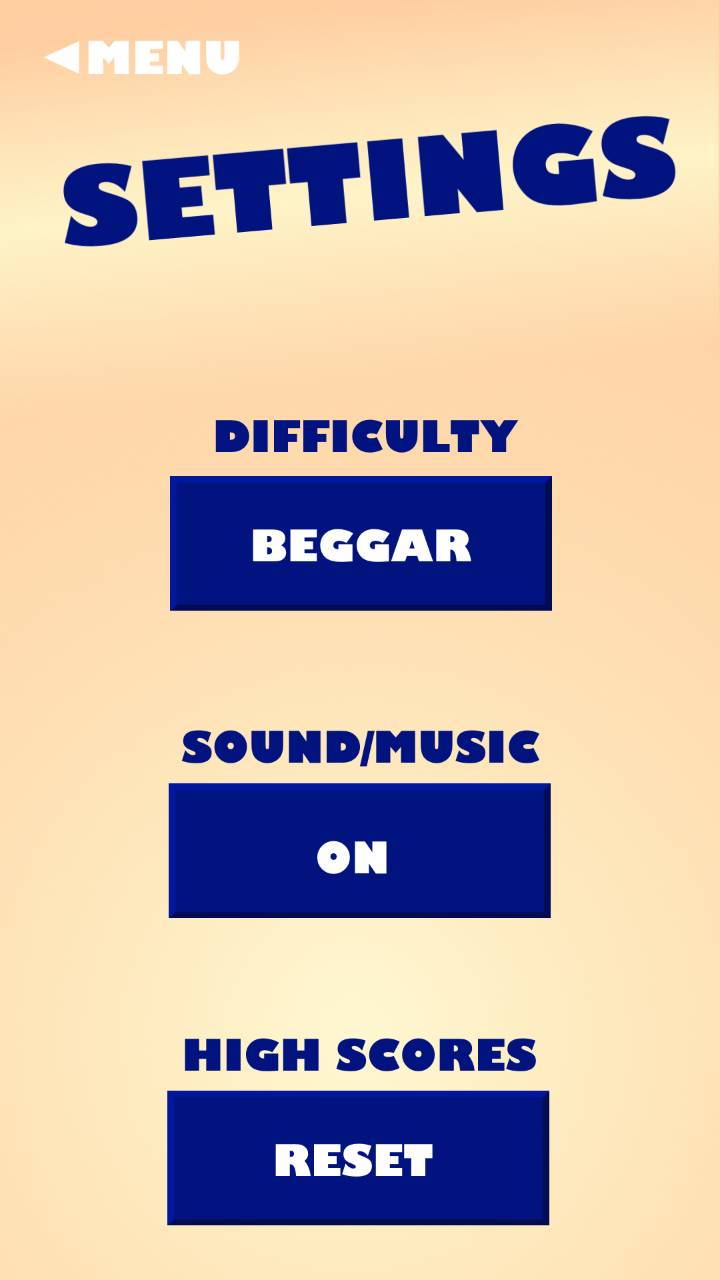 MENU
SETTINGS
DIFFICULTY
BEGGAR
SOUND/MUSIC
ON
HIGH SCORES
RESET